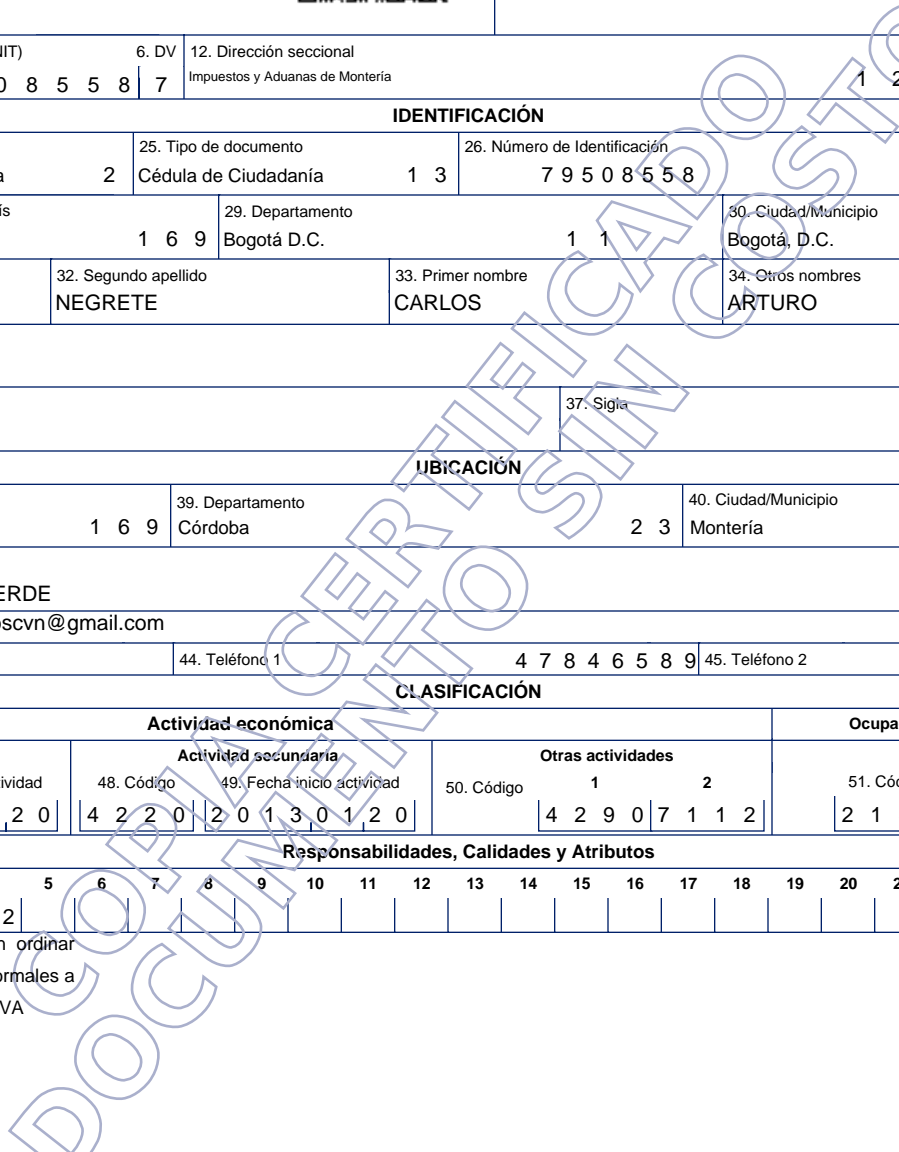 NIT) 6. DV 12. Dirección seccional
0 8 5 5 8 7 Impuestos y Aduanas de Montería 1 2
IDENTIFICACIÓN
25. Tipo de documento 26. Número de Identificación
a 2 Cédula de Ciudadanía 1 3 7 9 5 0 8 5 5 8
ís 29. Departamento 30. Ciudad/Municipio
1 6 9 Bogotá D.C. 1 1 Bogotá, D.C.
32. Segundo apellido 33. Primer nombre 34. Otros nombres
NEGRETE CARLOS ARTURO
37. Sigla
UBICACIÓN
39. Departamento 40. Ciudad/Municipio
1 6 9 Córdoba 2 3 Montería
ERDE
oscvn@gmail.com
44. Teléfono 1 4 7 8 4 6 5 8 9 45. Teléfono 2
CLASIFICACIÓN
Actividad económica Ocupa
Actividad secundaria Otras actividades
ividad 48. Código 49. Fecha inicio actividad 50. Código 1 2 51. Cód
2 0 4 2 2 0 2 0 1 3 0 1 2 0 4 2 9 0 7 1 1 2 2 1
Responsabilidades, Calidades y Atributos
5 6 7 8 9 10 11 12 13 14 15 16 17 18 19 20 2
2
n ordinar
ormales a
VA
COPIA CERTIFICADO
DOCUMENTO SIN COSTO